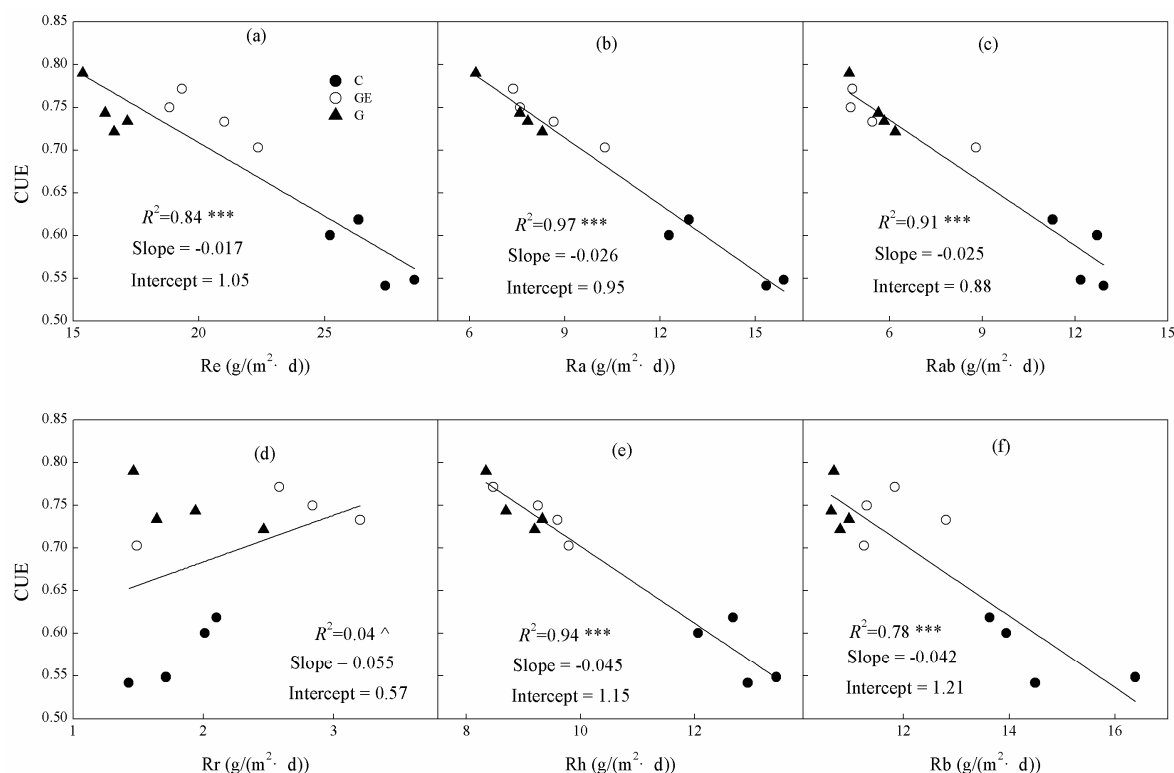 (a)
(b)
(c)
C
GE
G
CUE
0.85
0.80
0.75
0.70
0.65
0.60
0.55
0.50
R²=0.84 ***
Slope = -0.017
Intercept = 1.05
R²=0.97 ***
Slope = -0.026
Intercept = 0.95
R²=0.91 ***
Slope = -0.025
Intercept = 0.88
15 20 25
6 9 12 15
6 9 12 15
Re (g/(m²· d))
Ra (g/(m²· d))
Rab (g/(m²· d))
(d)
(e)
(f)
CUE
0.85
0.80
0.75
0.70
0.65
0.60
0.55
0.50
R²=0.04 ^
Slope = 0.055
Intercept = 0.57
R²=0.94 ***
Slope = -0.045
Intercept = 1.15
R²=0.78 ***
Slope = -0.042
Intercept = 1.21
1 2 3
8 10 12
12 14 16
Rr (g/(m²· d))
Rh (g/(m²· d))
Rb (g/(m²· d))